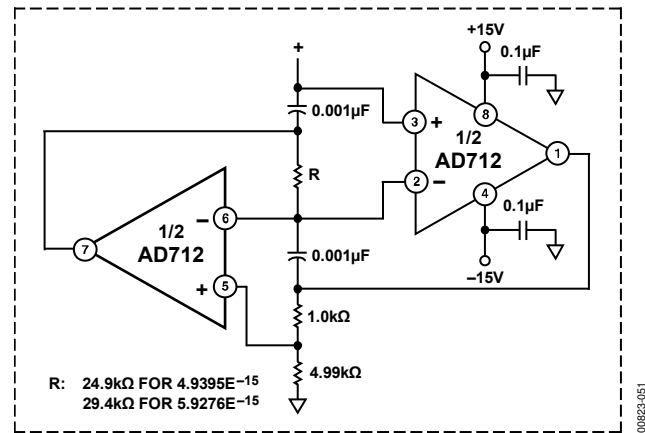 +15V
+
0.1µF
0.001µF
8
3
+
1/2
AD712
1
R
2
–
4
0.1µF
1/2
AD712
–
6
7
0.001µF
+
5
–15V
1.0kΩ
4.99kΩ
R: 24.9kΩ FOR 4.9395E–15
29.4kΩ FOR 5.9276E–15
00823-051